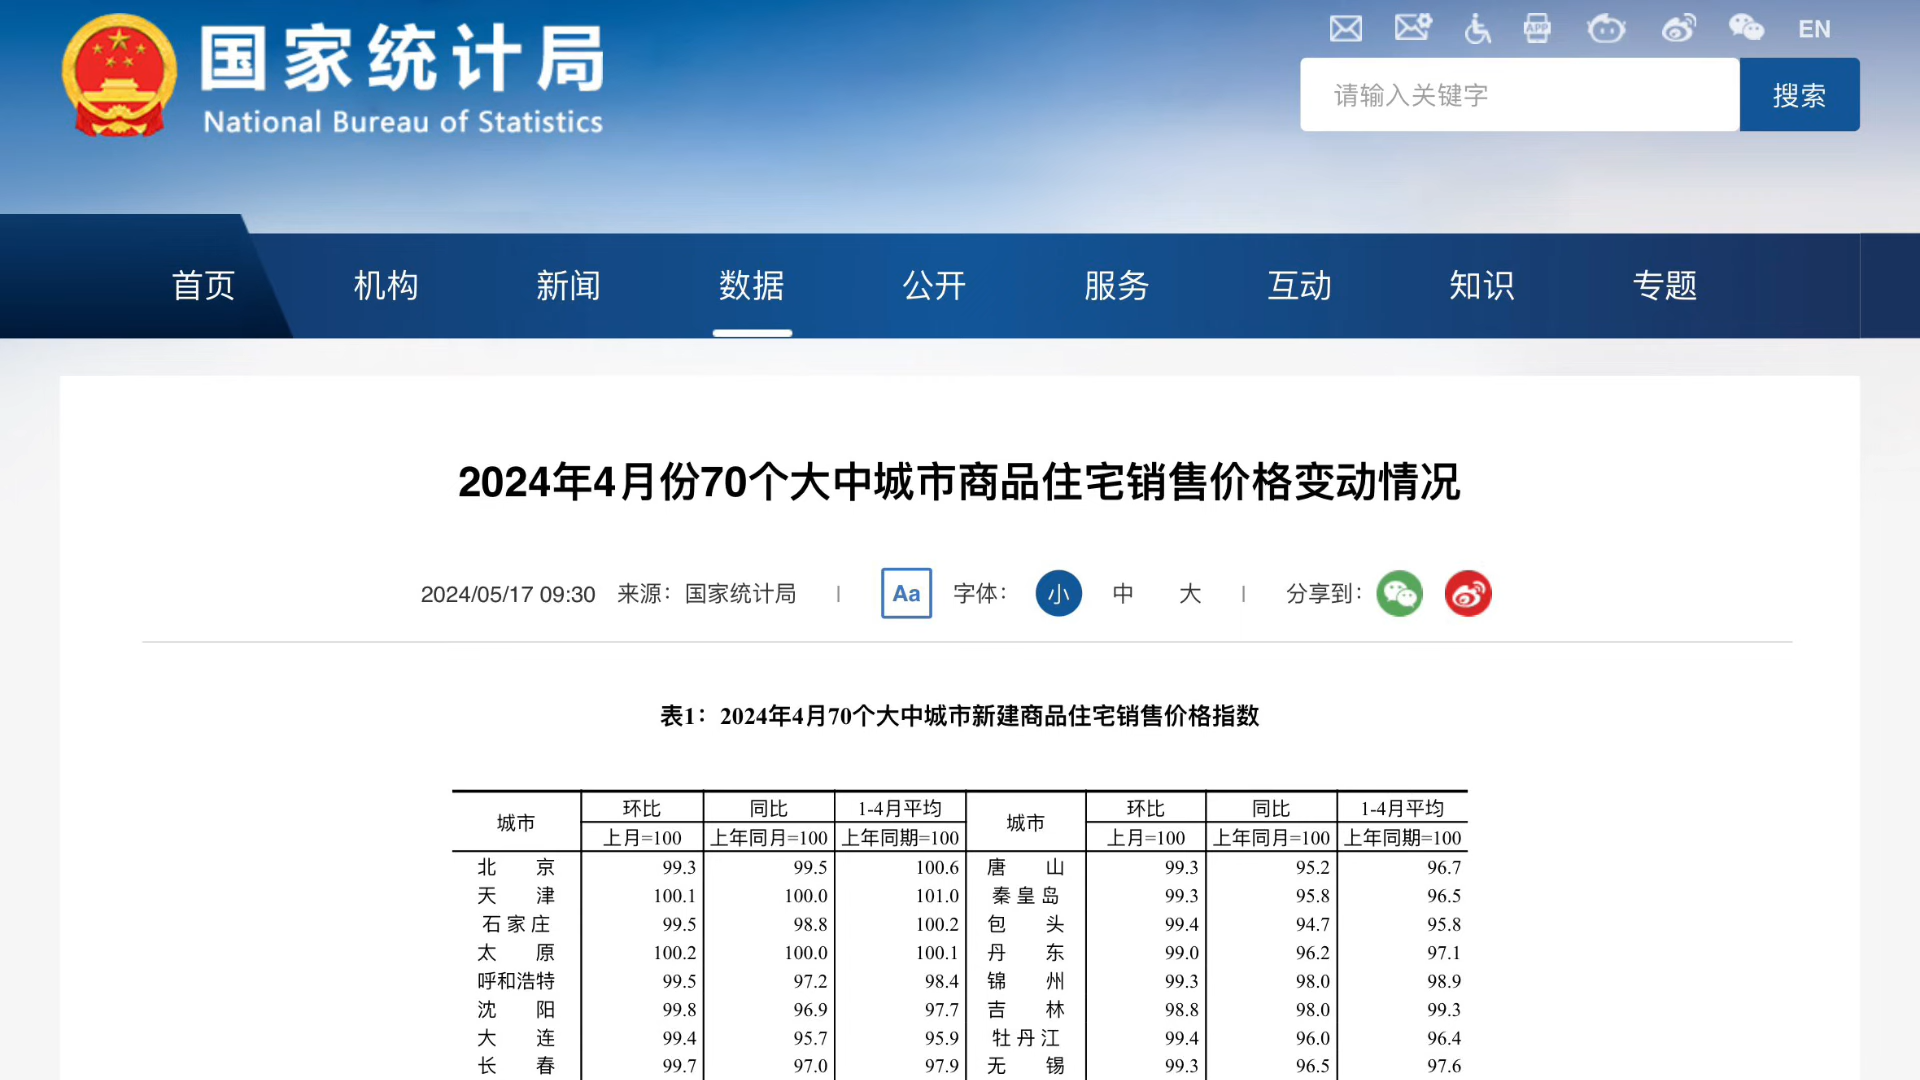 国家统计局
National Bureau of Statistics
APP
EN
请输入关键字
搜索
首页 机构 新闻 数据 公开 服务 互动 知识 专题
2024年4月份70个大中城市商品住宅销售价格变动情况
2024/05/17 09:30 来源：国家统计局 | Aa 字体： 小 中 大 | 分享到：
表1：2024年4月70个大中城市新建商品住宅销售价格指数
城市 环比 同比 1-4月平均 城市 环比 同比 1-4月平均
上月=100 上年同月=100 上年同期=100 上月=100 上年同月=100 上年同期=100
北京 99.3 99.5 100.6 唐山 99.3 95.2 96.7
天津 100.1 100.0 101.0 秦皇岛 99.3 95.8 96.5
石家庄 99.5 98.8 100.2 包头 99.4 94.7 95.8
太原 100.2 100.0 100.1 丹东 99.0 96.2 97.1
呼和浩特 99.5 97.2 98.4 锦州 99.3 98.0 98.9
沈阳 99.8 96.9 97.7 吉林 98.8 98.0 99.3
大连 99.4 95.7 95.9 牡丹江 99.4 96.0 96.4
长春 99.7 97.0 97.9 无锡 99.3 96.5 97.6